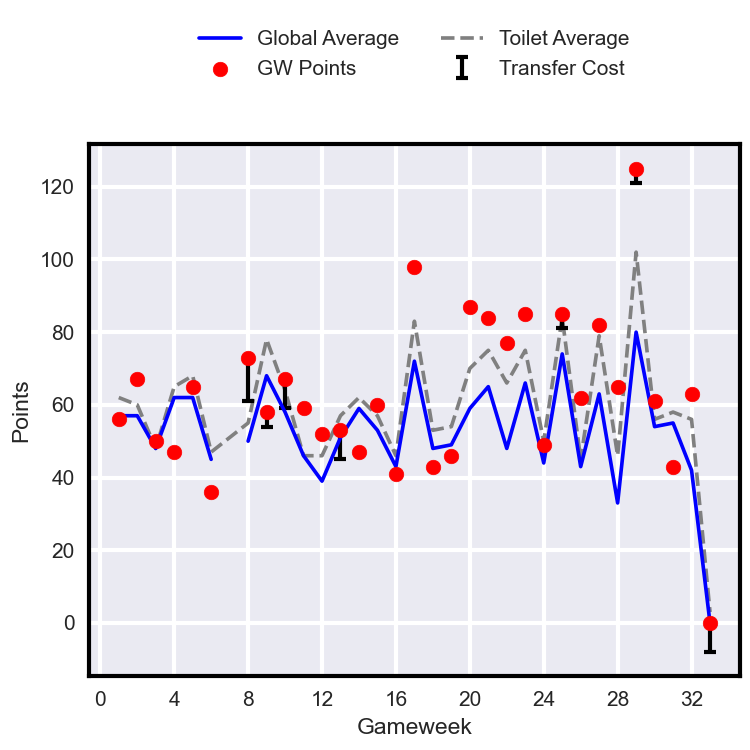 Global Average
Toilet Average
GW Points
Transfer Cost
120
100
80
60
40
20
0
Points
0 4 8 12 16 20 24 28 32
Gameweek